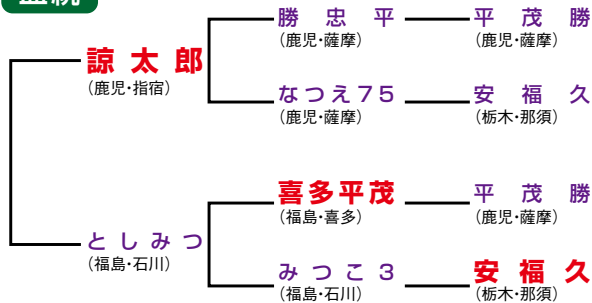 勝忠平
(鹿児・薩摩)
平茂勝
(鹿児・薩摩)
諒太郎
(鹿児・指宿)
なつえ75
(鹿児・薩摩)
安福久
(栃木・那須)
喜多平茂
(福島・喜多)
平茂勝
(鹿児・薩摩)
としみつ
(福島・石川)
みつこ3
(福島・石川)
安福久
(栃木・那須)